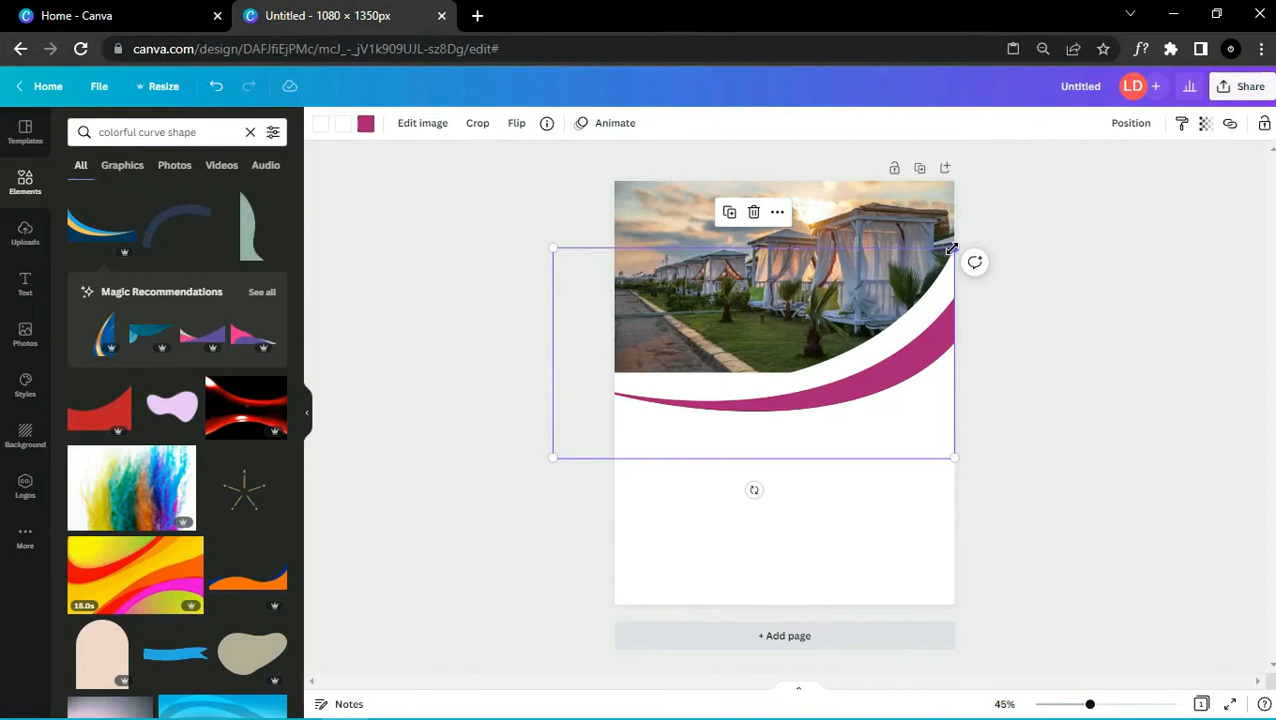 Home - Canva
Untitled - 1080 × 1350px
canva.com/design/DAFJfiEjPMc/mcJ_-_jV1k909UJL-sz8Dg/edit#
f?
Home
File
Resize
Untitled
LD
+
Share
Templates
Elements
Uploads
Text
Photos
Styles
Background
CO.
Logos
More
colorful curve shape
All
Graphics
Photos
Videos
Audio
Magic Recommendations
See all
15.0s
Edit image
Crop
Flip
Animate
Position
+ Add page
Notes
45%
1